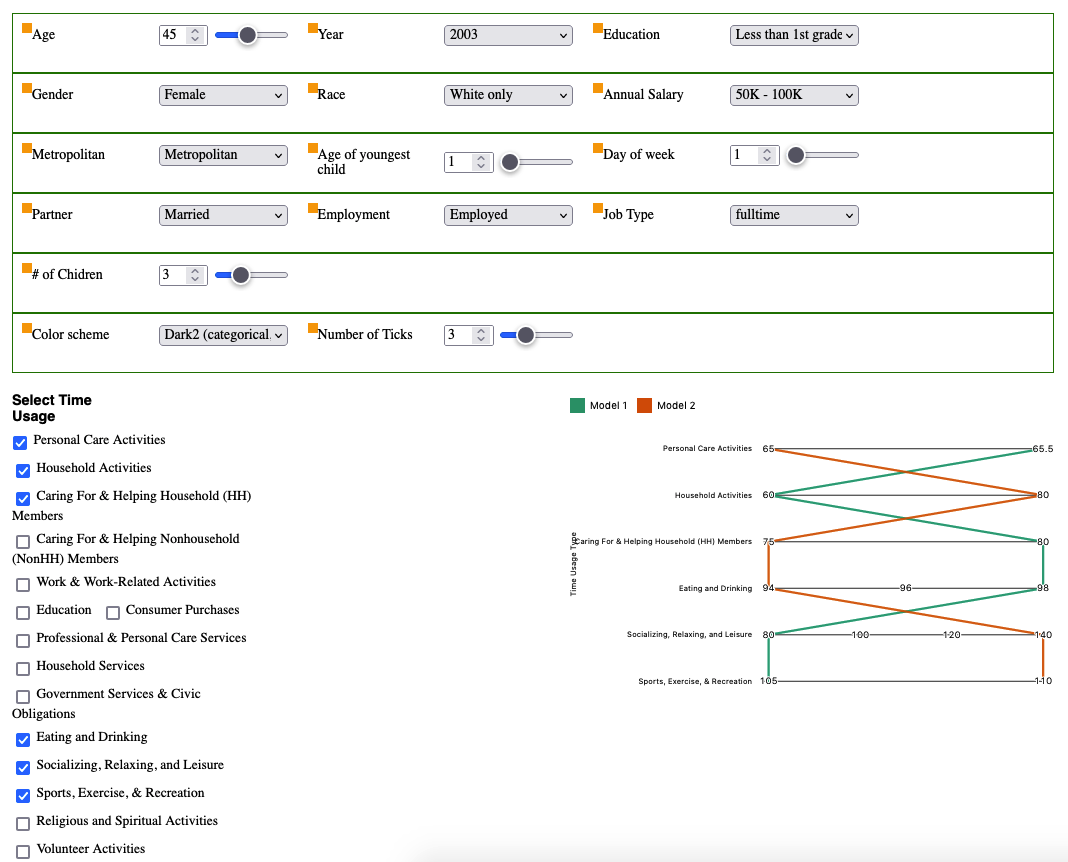 Age 45 Year 2003 Education Less than 1st grade
Gender Female Race White only Annual Salary 50K - 100K
Metropolitan Metropolitan Age of youngest child 1 Day of week 1
Partner Married Employment Employed Job Type fulltime
# of Chidren 3
Color scheme Dark2 (categorical Number of Ticks 3
Select Time
Usage
Personal Care Activities
Household Activities
Caring For & Helping Household (HH)
Members
Caring For & Helping Nonhousehold
(NonHH) Members
Work & Work-Related Activities
Education Consumer Purchases
Professional & Personal Care Services
Household Services
Government Services & Civic
Obligations
Eating and Drinking
Socializing, Relaxing, and Leisure
Sports, Exercise, & Recreation
Religious and Spiritual Activities
Volunteer Activities
Model 1 Model 2
Time Usage Type
Personal Care Activities 65 65.5
Household Activities 60 80
Caring For & Helping Household (HH) Members 75 80
Eating and Drinking 94 96 98
Socializing, Relaxing, and Leisure 80 100 120 140
Sports, Exercise, & Recreation 105 110